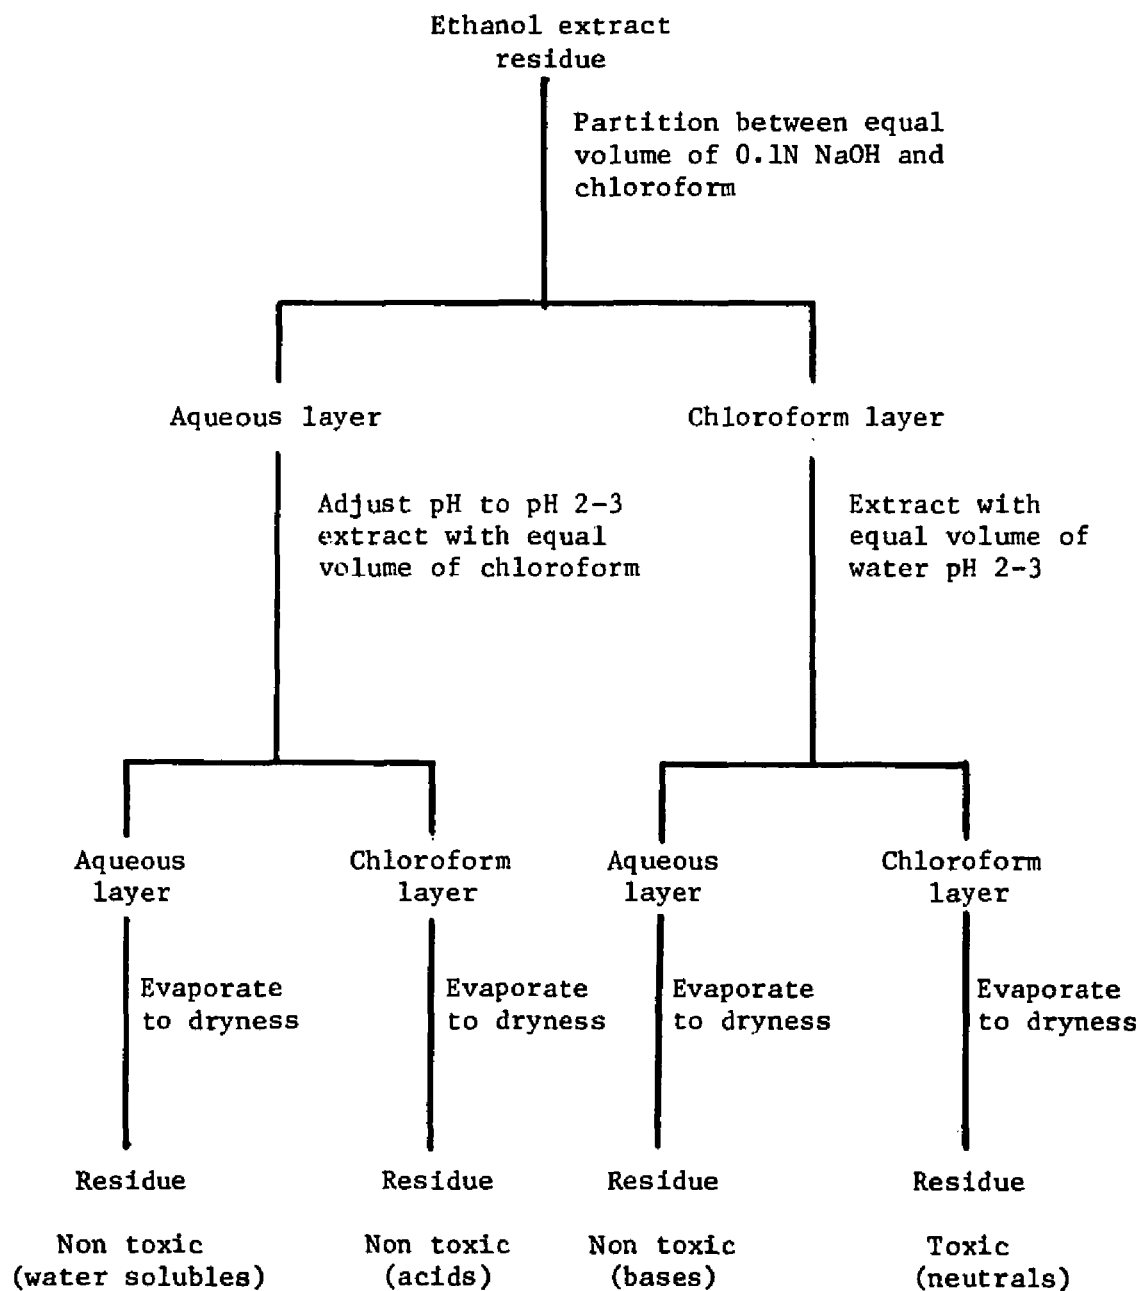 Ethanol extract
residue
Partition between equal
volume of 0.1N NaOH and
chloroform
Aqueous layer
Chloroform layer
Adjust pH to pH 2-3
extract with equal
volume of chloroform
Extract with
equal volume of
water pH 2-3
Aqueous
layer
Chloroform
layer
Aqueous
layer
Chloroform
layer
Evaporate
to dryness
Evaporate
to dryness
Evaporate
to dryness
Evaporate
to dryness
Residue
Residue
Residue
Residue
Non toxic
(water solubles)
Non toxic
(acids)
Non toxic
(bases)
Toxic
(neutrals)